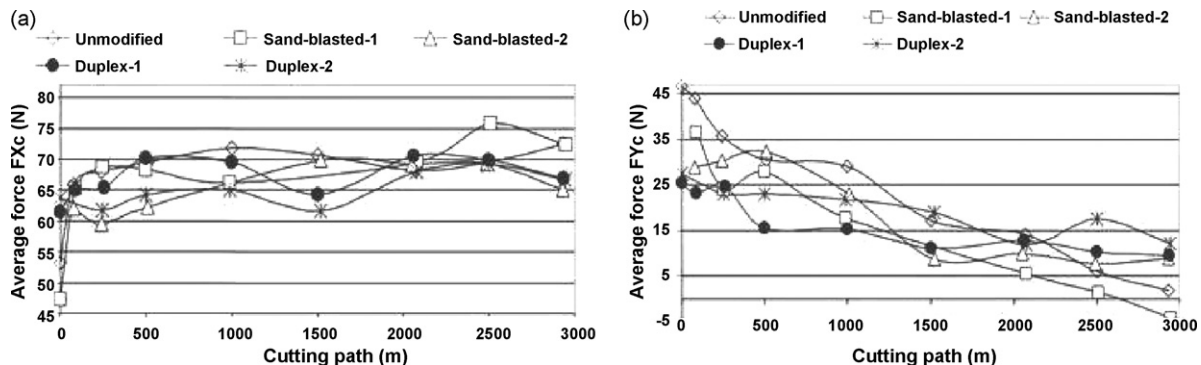 (a)
Unmodified Sand-blasted-1 Sand-blasted-2
Duplex-1 Duplex-2
Average force FXc (N)
80
75
70
65
60
55
50
45
0 500 1000 1500 2000 2500 3000
Cutting path (m)
(b)
Unmodified Sand-blasted-1 Sand-blasted-2
Duplex-1 Duplex-2
Average force FYc (N)
45
35
25
15
5
-5
0 500 1000 1500 2000 2500 3000
Cutting path (m)